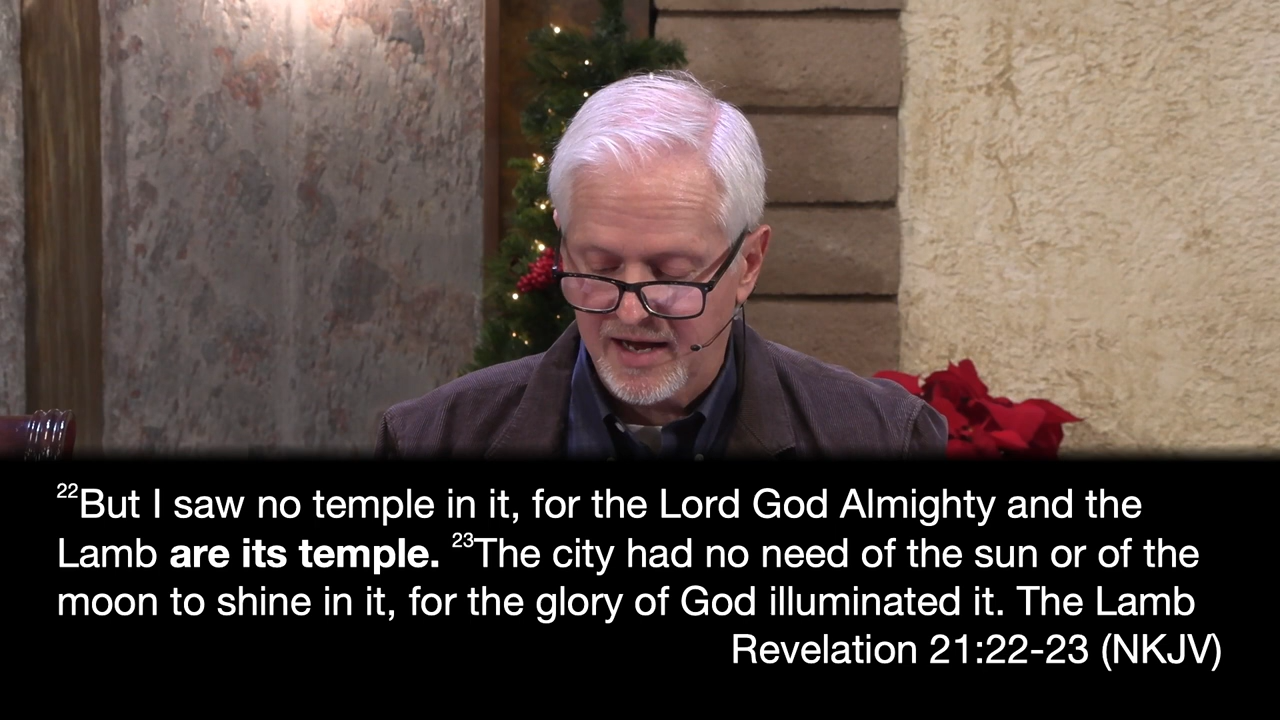 22But I saw no temple in it, for the Lord God Almighty and the
Lamb are its temple. 23The city had no need of the sun or of the
moon to shine in it, for the glory of God illuminated it. The Lamb
Revelation 21:22-23 (NKJV)